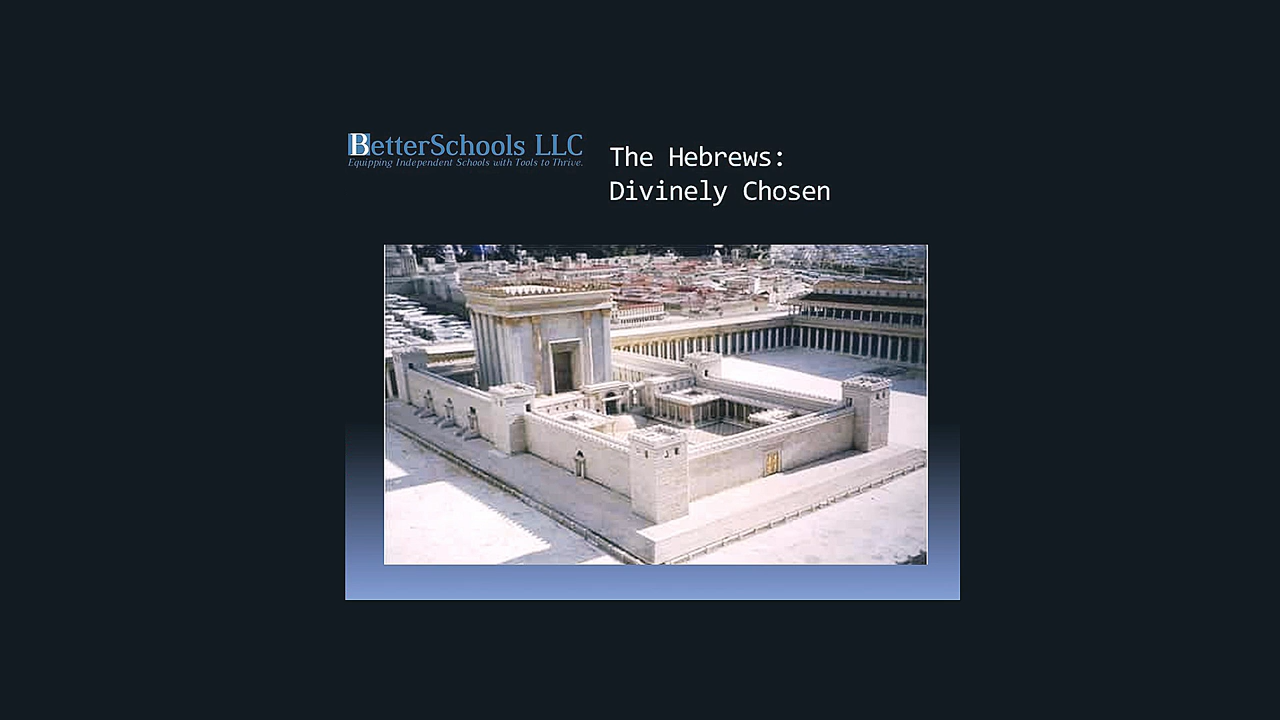 BetterSchools LLC
Equipping Independent Schools with Tools to Thrive.
The Hebrews:
Divinely Chosen